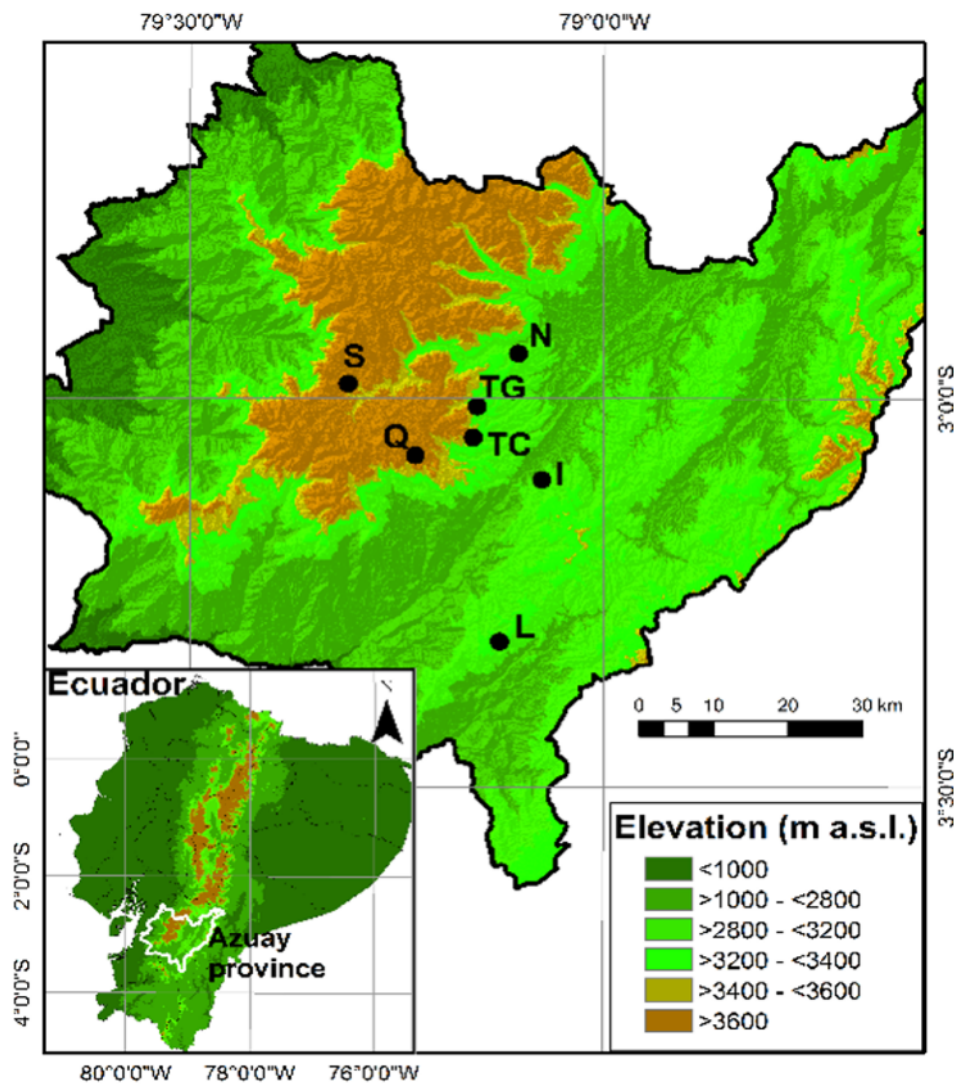 79°30'0"W 79°0'0"W
N
S
TG
3°0'0"S
Q
TC
I
L
Ecuador
N
0 5 10 20 30 km
0°0'0"
3°30'0"S
Elevation (m a.s.l.)
<1000
>1000 - <2800
2°0'0"S
>2800 - <3200
Azuay
province
>3200 - <3400
>3400 - <3600
4°0'0"S
>3600
80°0'0"W 78°0'0"W 76°0'0"W